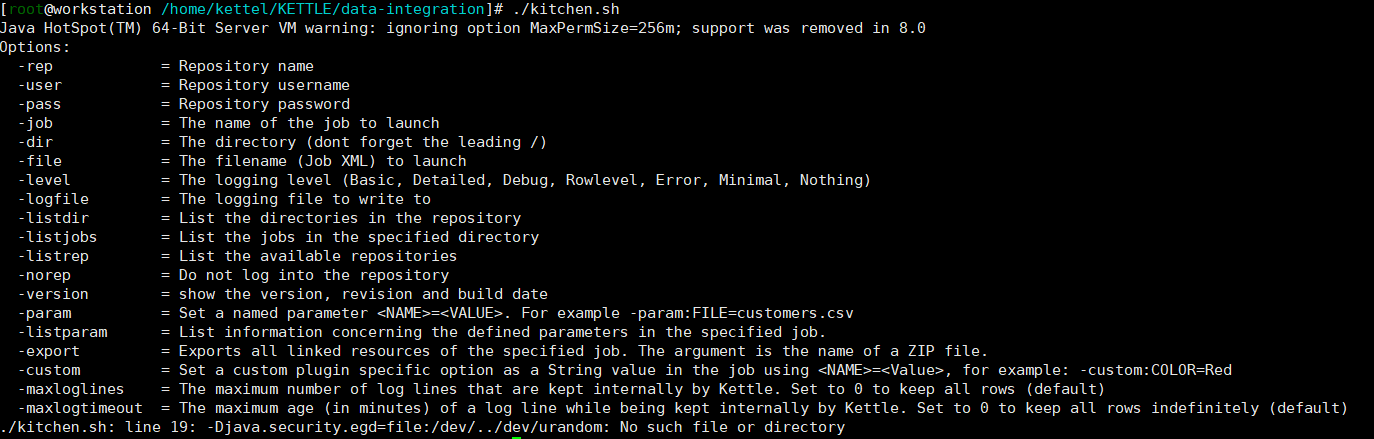 [root@workstation /home/kettel/KETTLE/data-integration]# ./kitchen.sh
Java HotSpot(TM) 64-Bit Server VM warning: ignoring option MaxPermSize=256m; support was removed in 8.0
Options:
  -rep            = Repository name
  -user           = Repository username
  -pass           = Repository password
  -job            = The name of the job to launch
  -dir            = The directory (dont forget the leading /)
  -file           = The filename (Job XML) to launch
  -level          = The logging level (Basic, Detailed, Debug, Rowlevel, Error, Minimal, Nothing)
  -logfile        = The logging file to write to
  -listdir        = List the directories in the repository
  -listjobs       = List the jobs in the specified directory
  -listrep        = List the available repositories
  -norep          = Do not log into the repository
  -version        = show the version, revision and build date
  -param          = Set a named parameter <NAME>=<VALUE>. For example -param:FILE=customers.csv
  -listparam      = List information concerning the defined parameters in the specified job.
  -export         = Exports all linked resources of the specified job. The argument is the name of a ZIP file.
  -custom         = Set a custom plugin specific option as a String value in the job using <NAME>=<Value>, for example: -custom:COLOR=Red
  -maxloglines    = The maximum number of log lines that are kept internally by Kettle. Set to 0 to keep all rows (default)
  -maxlogtimeout  = The maximum age (in minutes) of a log line while being kept internally by Kettle. Set to 0 to keep all rows indefinitely (default)
./kitchen.sh: line 19: -Djava.security.egd=file:/dev/../dev/urandom: No such file or directory